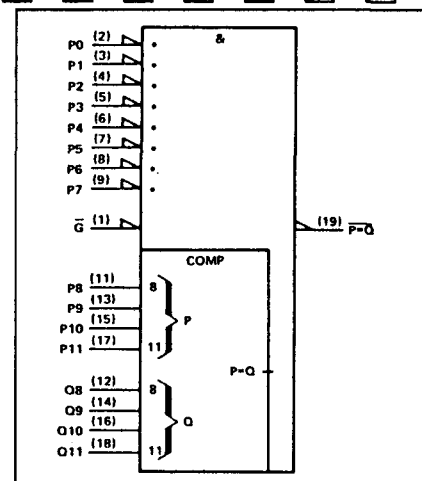 &
P0 (2)
P1 (3)
P2 (4)
P3 (5)
P4 (6)
P5 (7)
P6 (8)
P7 (9)
G̅ (1)
(19) P̅=̅Q̅
COMP
P8 (11) 8
P9 (13)
P
P10 (15)
P11 (17) 11
P=Q
Q8 (12) 8
Q9 (14)
Q
Q10 (16)
Q11 (18) 11